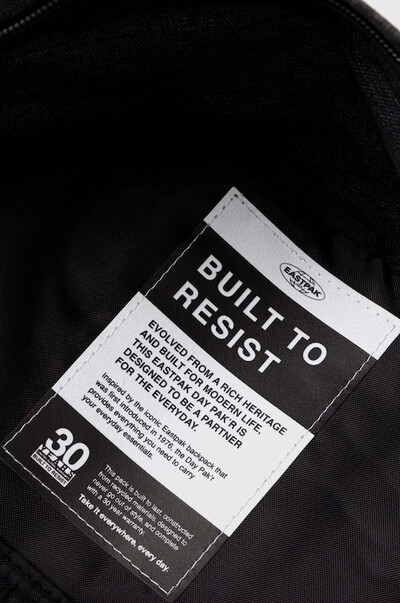 EASTPAK
BUILT TO
RESIST
EVOLVED FROM A RICH HERITAGE
AND BUILT FOR MODERN LIFE,
THIS EASTPAK DAY PAK'R IS
DESIGNED TO BE A PARTNER
FOR THE EVERYDAY.
Inspired by the iconic Eastpak backpack that
was first introduced in 1976, the Day Pak'r
provides everything you need to carry
your everyday essentials.
30
YEARS
BUILT TO RESIST
This pack is built to last, constructed
from recycled materials, designed to
never go out of style, and complete
with a 30 year warranty.
Take it everywhere, every day.